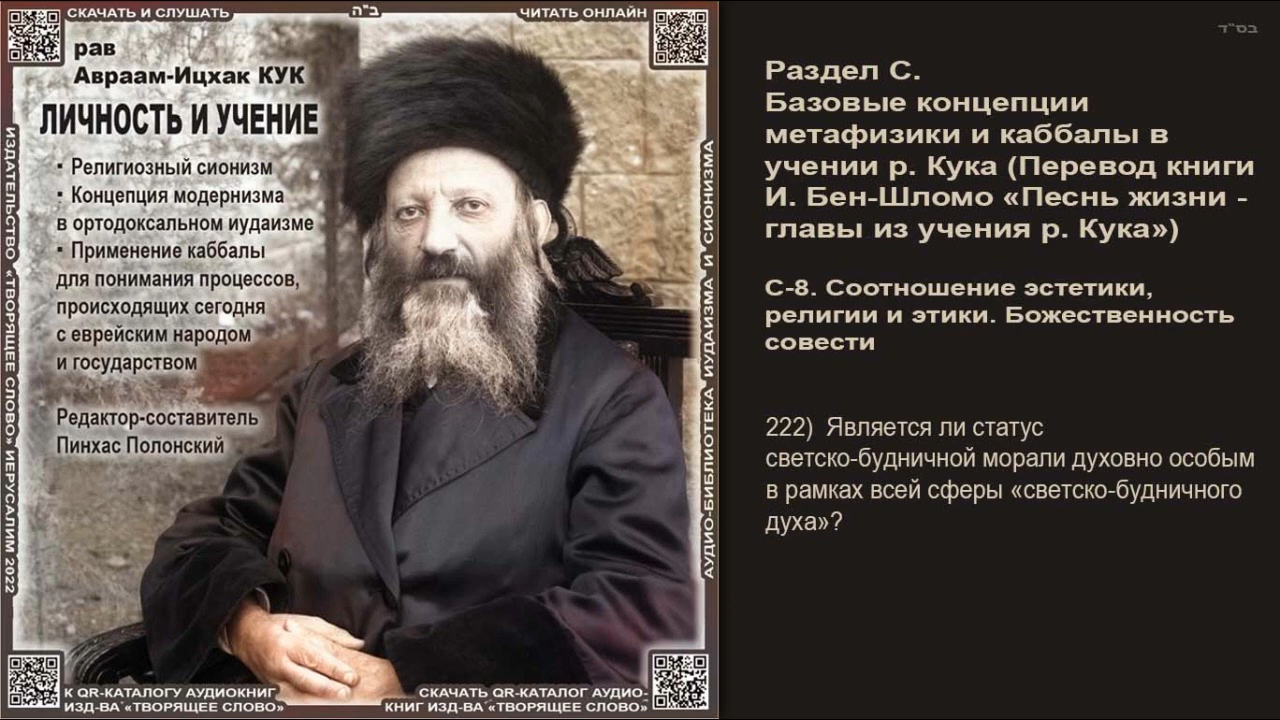 СКАЧАТЬ И СЛУШАТЬ
ב"ה
ЧИТАТЬ ОНЛАЙН
рав
Авраам-Ицхак КУК
ЛИЧНОСТЬ И УЧЕНИЕ
· Религиозный сионизм
· Концепция модернизма
в ортодоксальном иудаизме
· Применение каббалы
для понимания процессов,
происходящих сегодня
с еврейским народом
и государством
Редактор-составитель
Пинхас Полонский
ИЗДАТЕЛЬСТВО «ТВОРЯЩЕЕ СЛОВО» ИЕРУСАЛИМ 2022
АУДИО-БИБЛИОТЕКА ИУДАИЗМА И СИОНИЗМА
К QR-КАТАЛОГУ АУДИОКНИГ
ИЗД-ВА «ТВОРЯЩЕЕ СЛОВО»
СКАЧАТЬ QR-КАТАЛОГ АУДИО-
КНИГ ИЗД-ВА «ТВОРЯЩЕЕ СЛОВО»
בס"ד
Раздел С.
Базовые концепции
метафизики и каббалы в
учении р. Кука (Перевод книги
И. Бен-Шломо «Песнь жизни -
главы из учения р. Кука»)
С-8. Соотношение эстетики,
религии и этики. Божественность
совести
222) Является ли статус
светско-будничной морали духовно особым
в рамках всей сферы «светско-будничного
духа»?